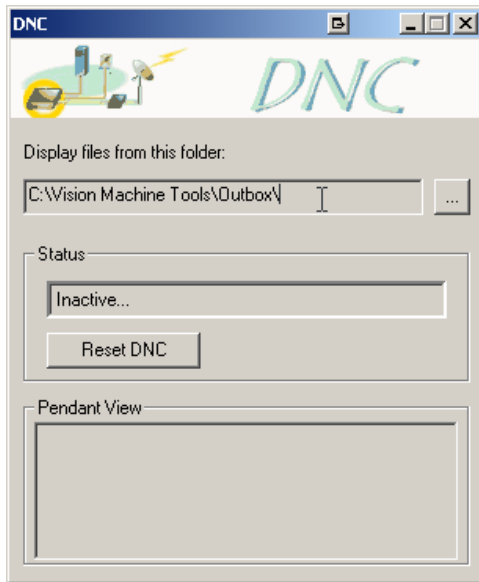 DNC
DNC
Display files from this folder:
C:\Vision Machine Tools\Outbox\
...
Status
Inactive...
Reset DNC
Pendant View